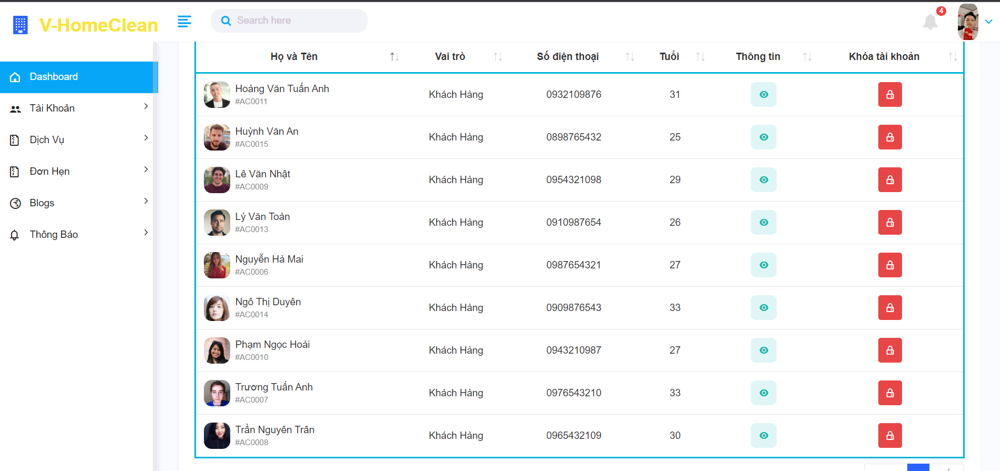 V-HomeClean
Search here
4
Dashboard
Tài Khoản
Dịch Vụ
Đơn Hẹn
Blogs
Thông Báo
Họ và Tên Vai trò Số điện thoại Tuổi Thông tin Khóa tài khoản
Hoàng Văn Tuấn Anh
#AC0011
Khách Hàng 0932109876 31
Huỳnh Văn An
#AC0015
Khách Hàng 0898765432 25
Lê Văn Nhật
#AC0009
Khách Hàng 0954321098 29
Lý Văn Toàn
#AC0013
Khách Hàng 0910987654 26
Nguyễn Hà Mai
#AC0006
Khách Hàng 0987654321 27
Ngô Thị Duyên
#AC0014
Khách Hàng 0909876543 33
Phạm Ngọc Hoài
#AC0010
Khách Hàng 0943210987 27
Trương Tuấn Anh
#AC0007
Khách Hàng 0976543210 33
Trần Nguyên Trân
#AC0008
Khách Hàng 0965432109 30